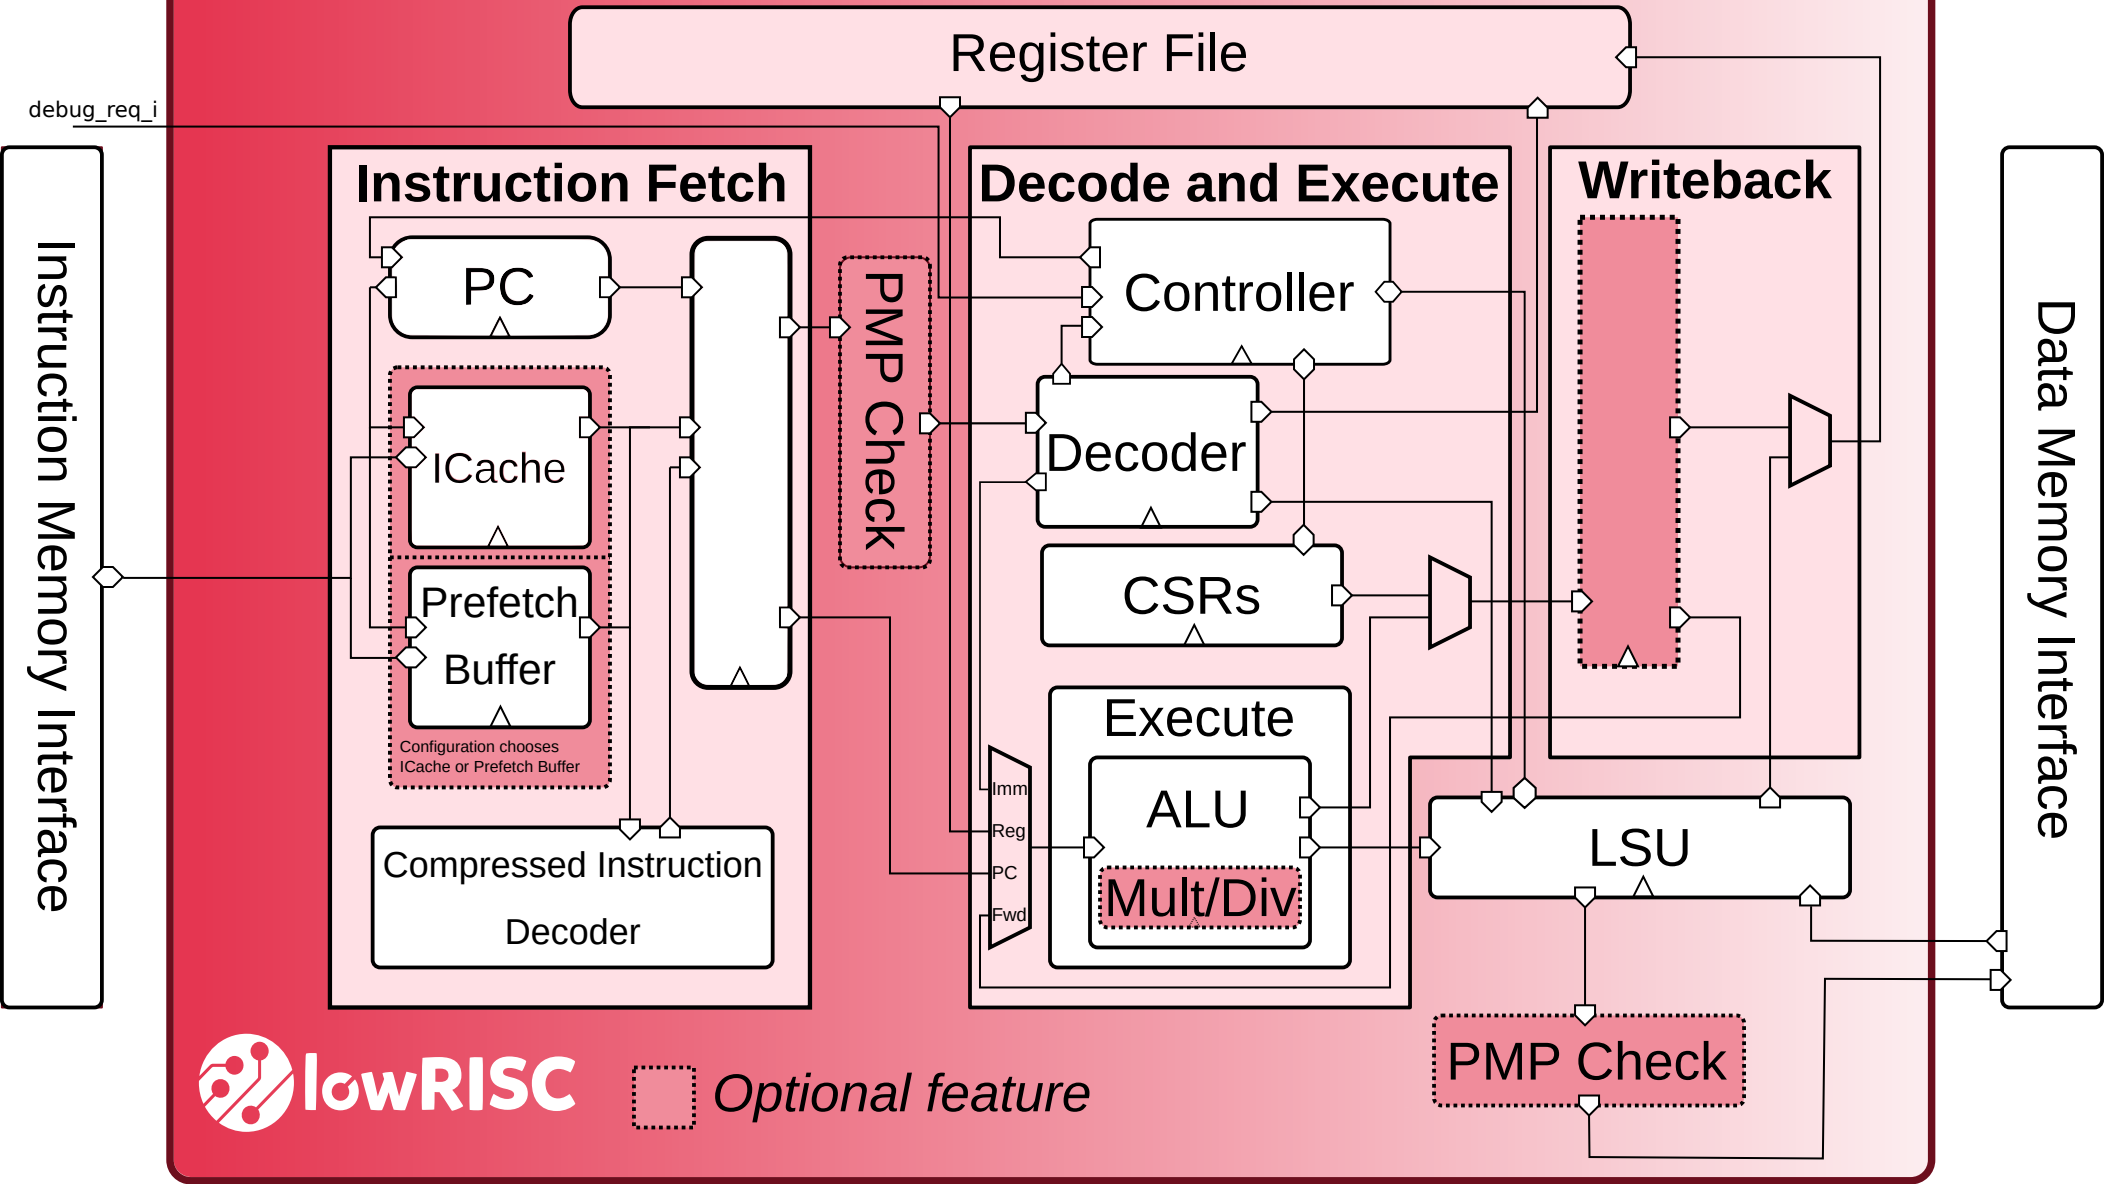 Register File
debug_req_i
Instruction Memory Interface
Instruction Fetch
PC
ICache
Prefetch
Buffer
Configuration chooses
ICache or Prefetch Buffer
Compressed Instruction
Decoder
PMP Check
Decode and Execute
Controller
Decoder
CSRs
Execute
ALU
Mult/Div
Imm
Reg
PC
Fwd
Writeback
LSU
PMP Check
Data Memory Interface
lowRISC
Optional feature